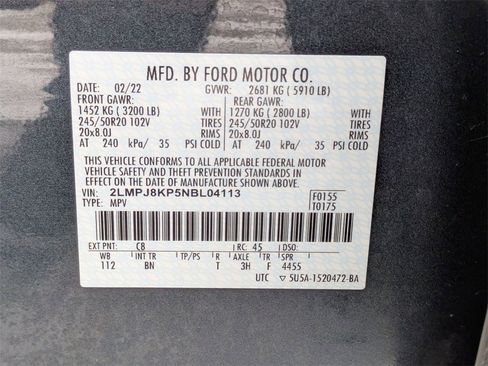 MFD. BY FORD MOTOR CO.
DATE: 02/22 GVWR: 2681 KG ( 5910 LB)
FRONT GAWR: REAR GAWR:
1452 KG ( 3200 LB) WITH 1270 KG ( 2800 LB) WITH
245/50R20 102V TIRES 245/50R20 102V TIRES
20x8.0J RIMS 20x8.0J RIMS
AT 240 kPa/ 35 PSI COLD AT 240 kPa/ 35 PSI COLD
THIS VEHICLE CONFORMS TO ALL APPLICABLE FEDERAL MOTOR
VEHICLE SAFETY AND THEFT PREVENTION STANDARDS IN
EFFECT ON THE DATE OF MANUFACTURE SHOWN ABOVE.
VIN: 2LMPJ8KP5NBL04113 F0155
TYPE: MPV T0175
EXT PNT: C8 RC: 45 DSO:
WB INT TR TP/PS R AXLE TR SPR
112 BN T 3H F 4455
UTC ▽ 5U5A-1520472-BA